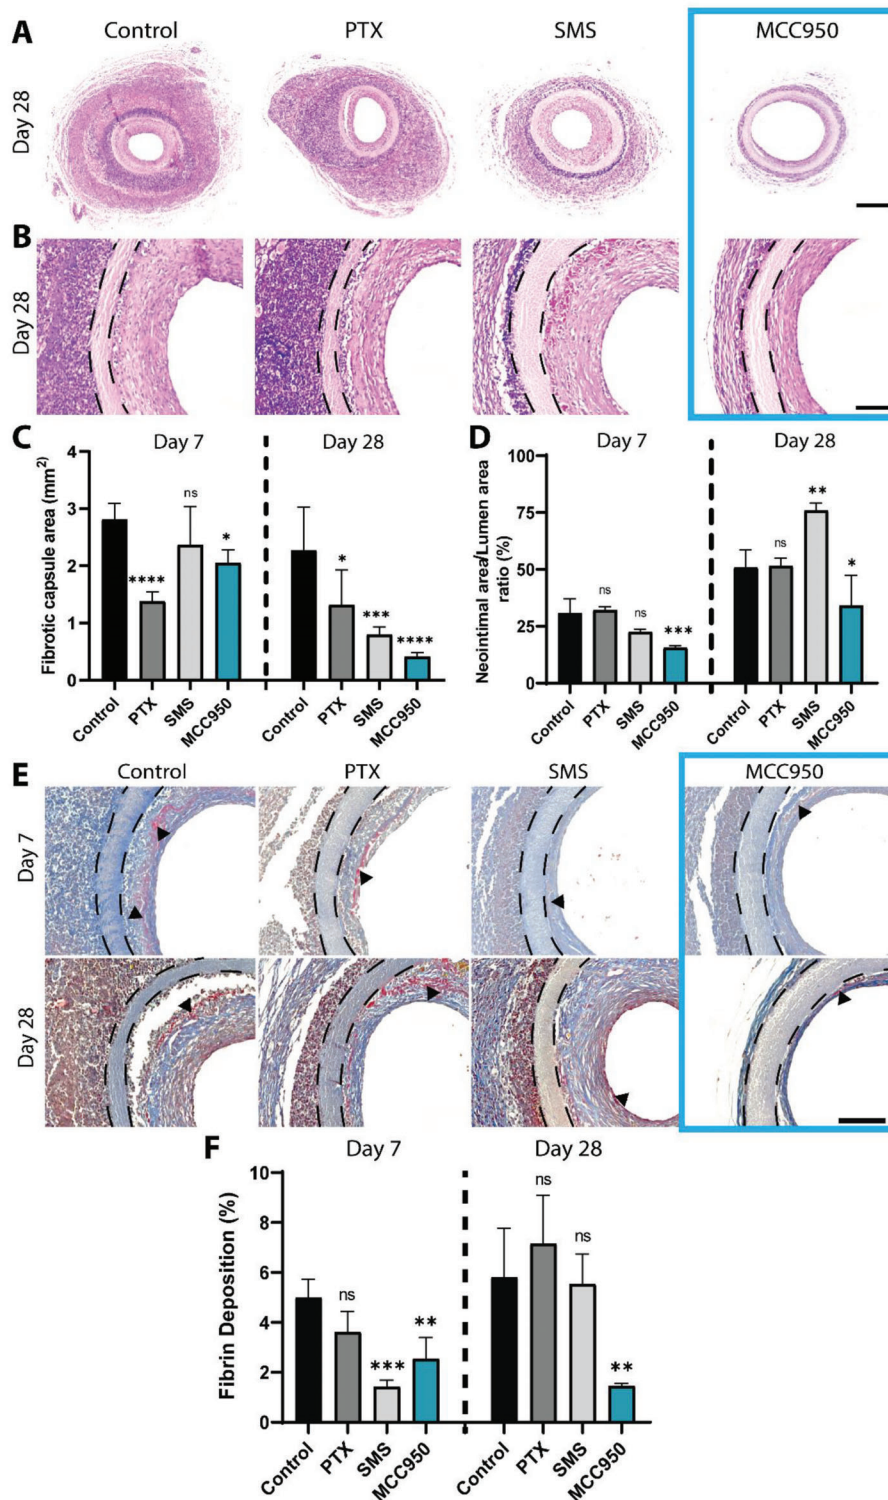 A Control PTX SMS MCC950
Day 28
B
Day 28
C Day 7 Day 28
Fibrotic capsule area (mm²)
4
3
2
1
0
****
ns
*
*
***
****
Control PTX SMS MCC950 Control PTX SMS MCC950
D Day 7 Day 28
Neointimal area/Lumen area
ratio (%)
100
75
50
25
0
ns
ns
***
ns
**
*
Control PTX SMS MCC950 Control PTX SMS MCC950
E Control PTX SMS MCC950
Day 7
Day 28
F Day 7 Day 28
Fibrin Deposition (%)
10
8
6
4
2
0
ns
***
**
ns
ns
**
Control PTX SMS MCC950 Control PTX SMS MCC950